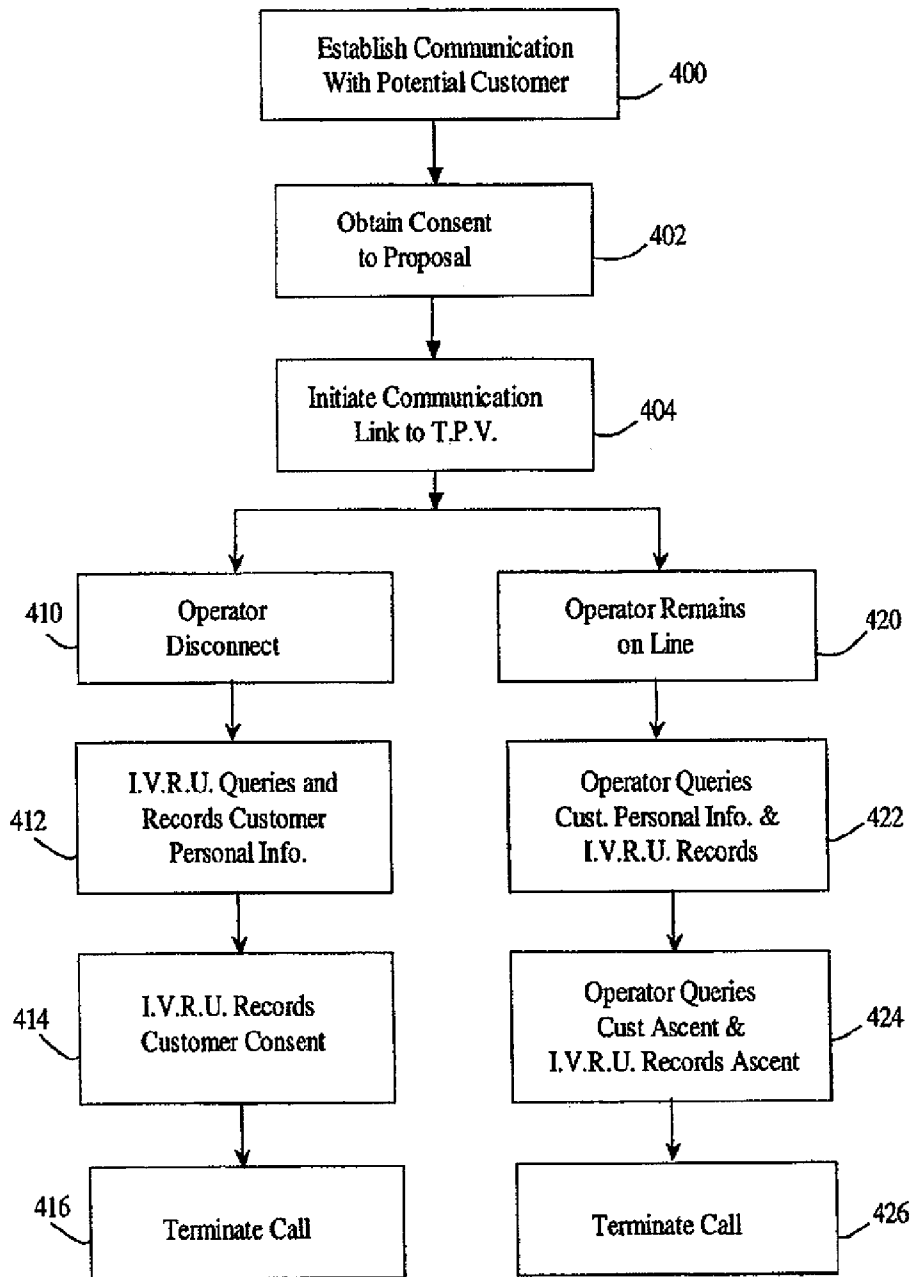 Establish Communication
With Potential Customer
400
Obtain Consent
to Proposal
402
Initiate Communication
Link to T.P.V.
404
410
Operator
Disconnect
Operator Remains
on Line
420
412
I.V.R.U. Queries and
Records Customer
Personal Info.
Operator Queries
Cust. Personal Info. &
I.V.R.U. Records
422
414
I.V.R.U. Records
Customer Consent
Operator Queries
Cust Ascent &
I.V.R.U. Records Ascent
424
416
Terminate Call
Terminate Call
426